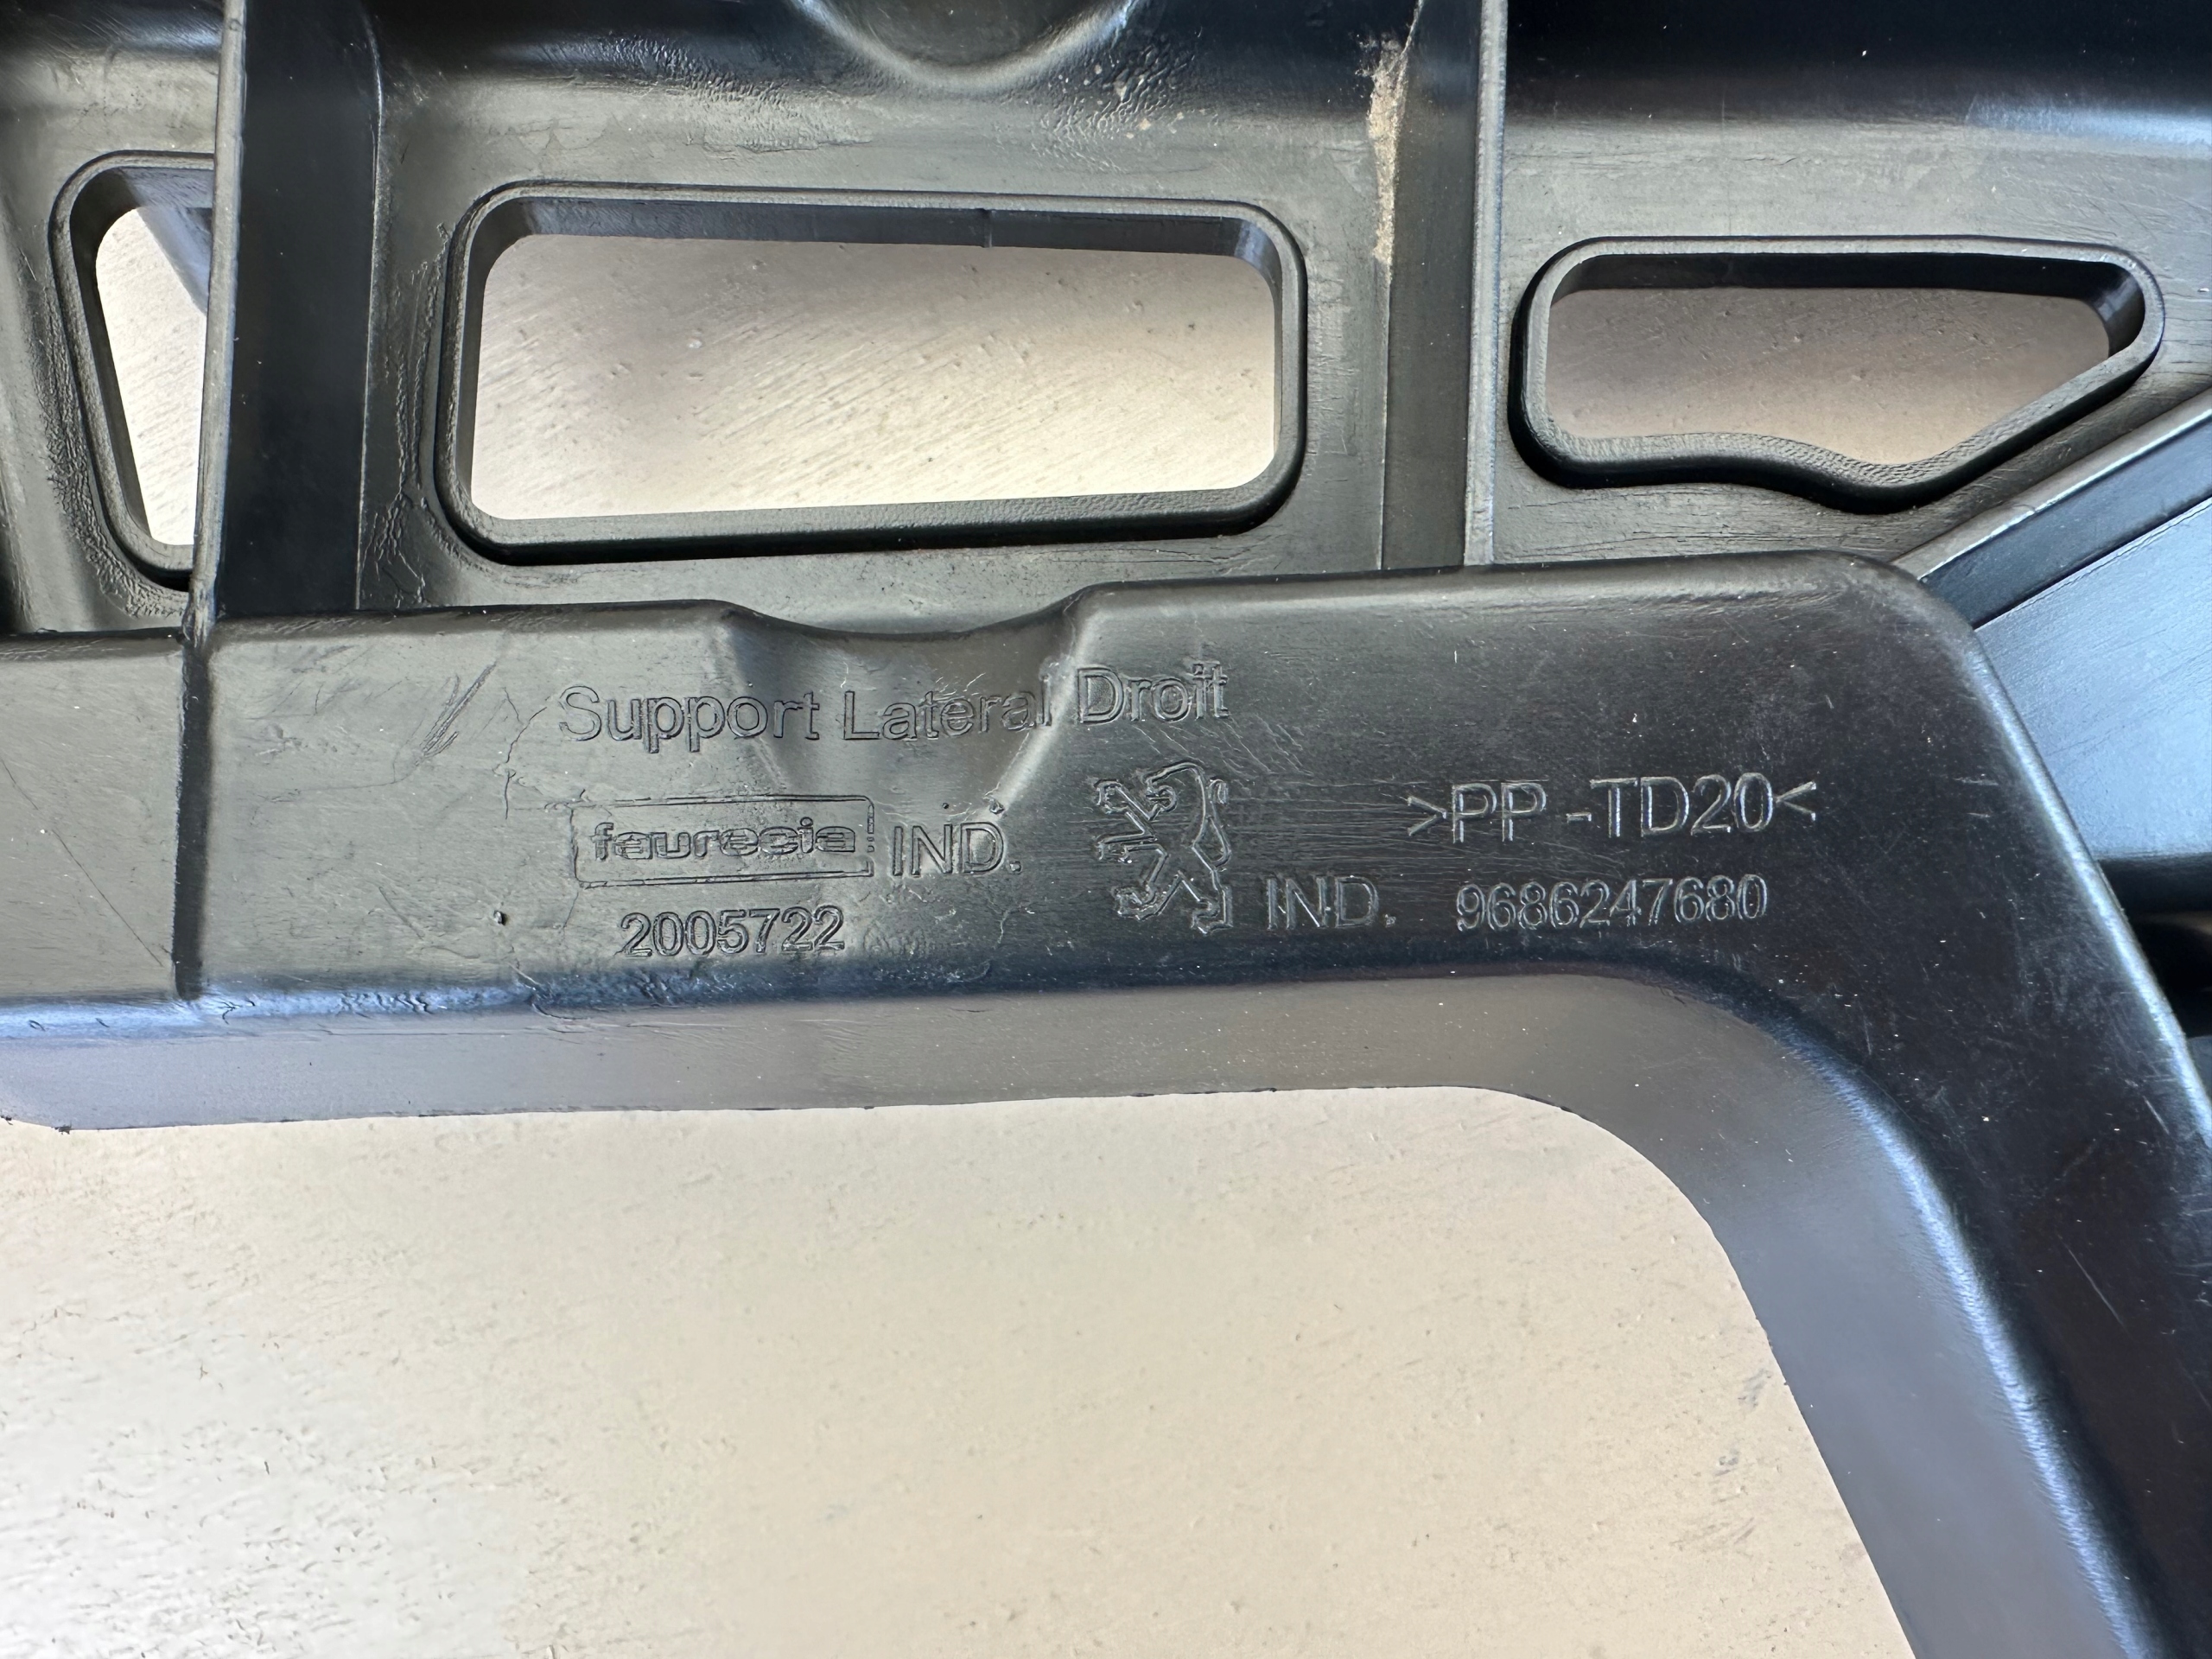 Support Lateral Droit
faurecia IND.
2005722
>PP-TD20<
IND. 9686247680